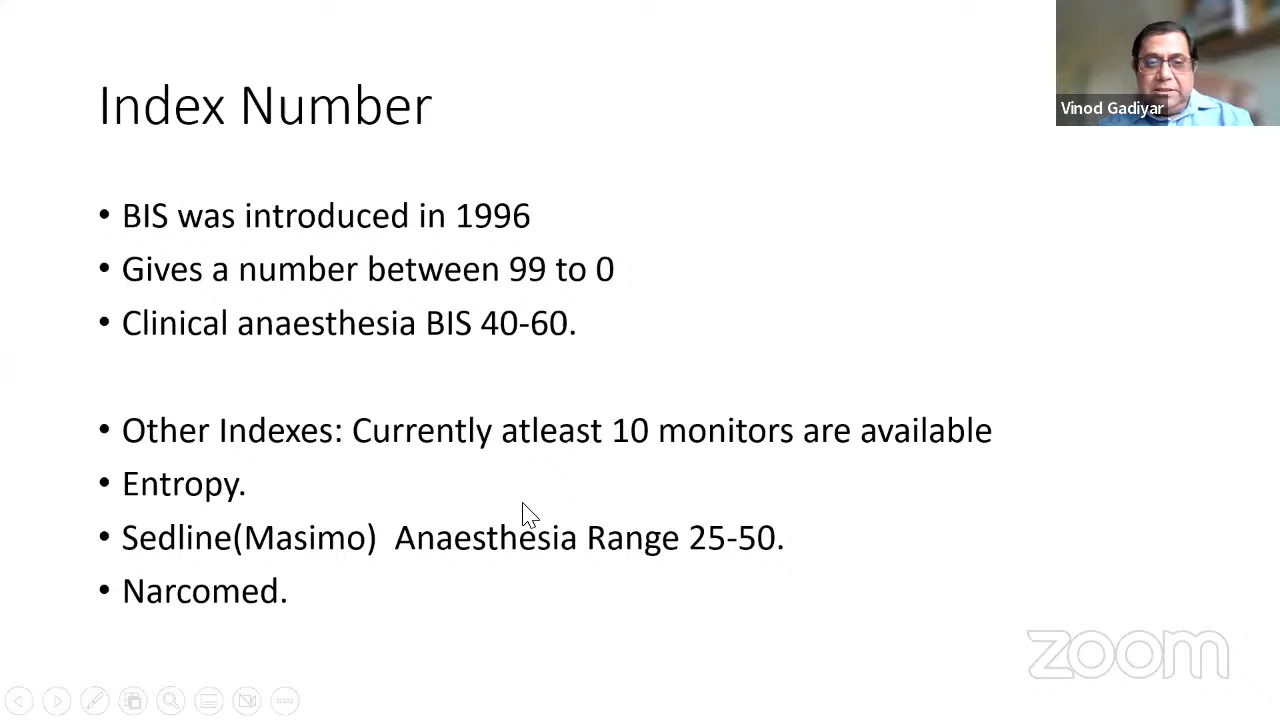 Index Number
Vinod Gadiyar
• BIS was introduced in 1996
• Gives a number between 99 to 0
• Clinical anaesthesia BIS 40-60.
• Other Indexes: Currently atleast 10 monitors are available
• Entropy.
• Sedline(Masimo)  Anaesthesia Range 25-50.
• Narcomed.
zoom